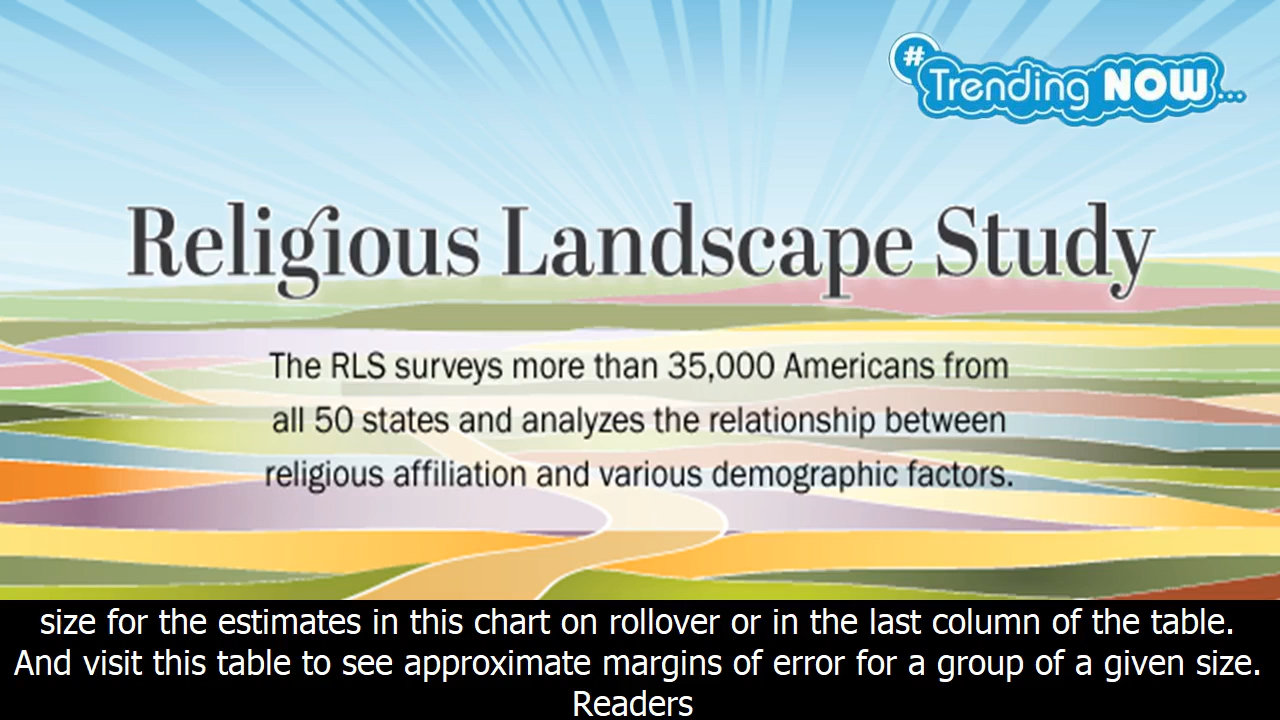 # Trending NOW...
Religious Landscape Study
The RLS surveys more than 35,000 Americans from
all 50 states and analyzes the relationship between
religious affiliation and various demographic factors.
size for the estimates in this chart on rollover or in the last column of the table.
And visit this table to see approximate margins of error for a group of a given size.
Readers